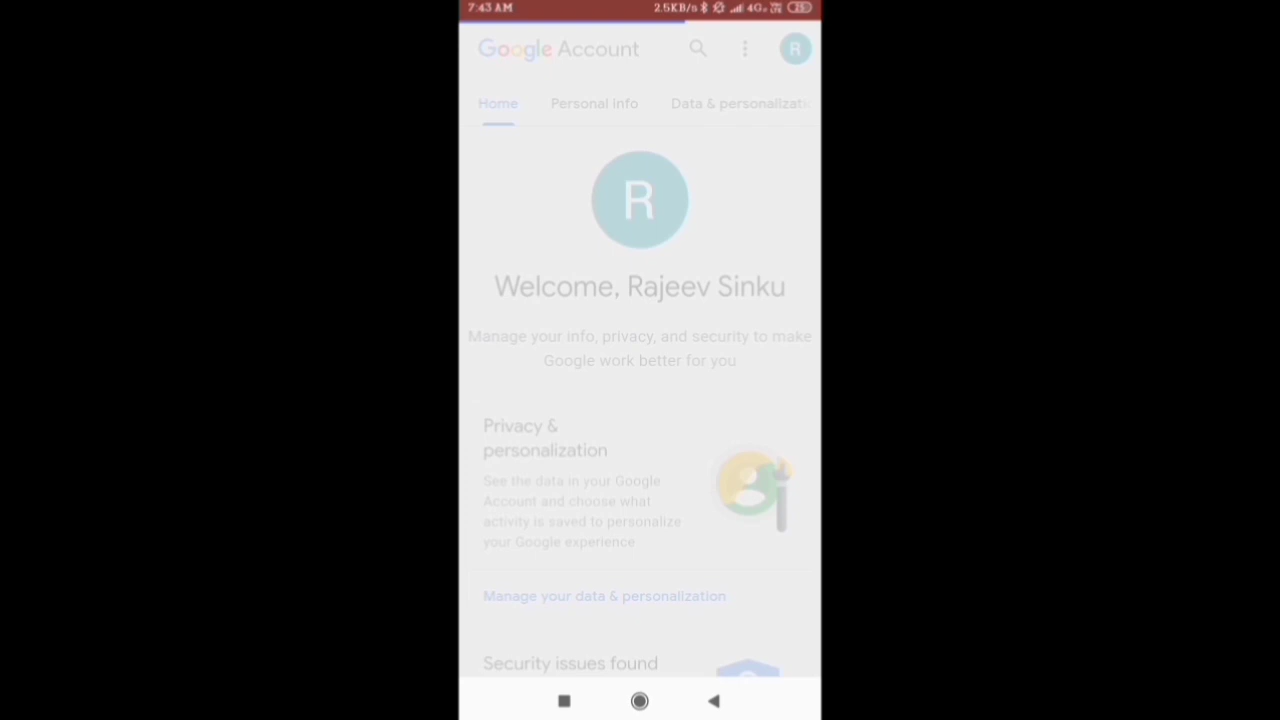 7:43 AM 2.5KB/s 4G
Google Account R
Home Personal info Data & personalizati
R
Welcome, Rajeev Sinku
Manage your info, privacy, and security to make
Google work better for you
Privacy &
personalization
See the data in your Google
Account and choose what
activity is saved to personalize
your Google experience
Manage your data & personalization
Security issues found